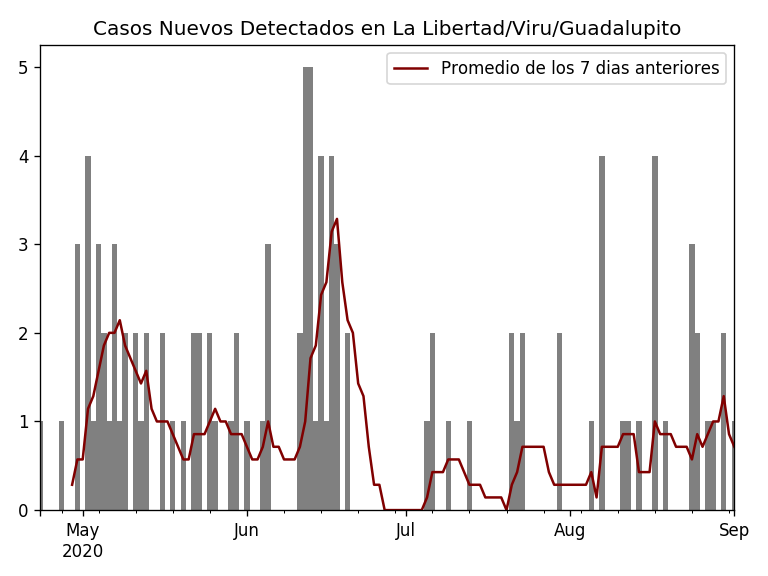 Casos Nuevos Detectados en La Libertad/Viru/Guadalupito
Promedio de los 7 dias anteriores
5
4
3
2
1
0
May Jun Jul Aug Sep
2020